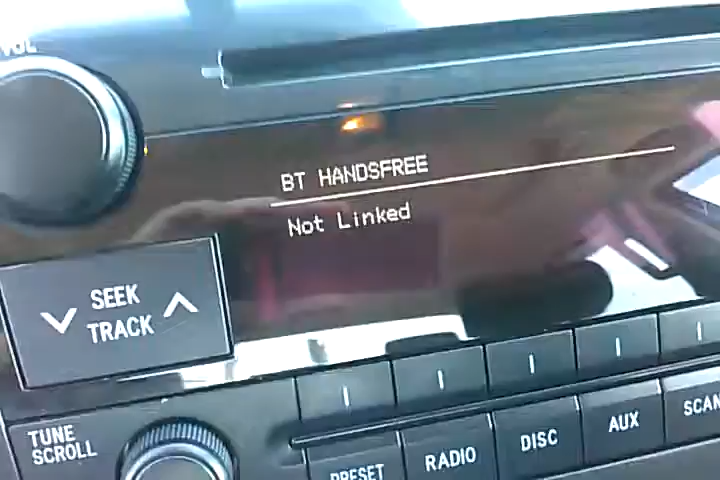 VOL
BT HANDSFREE
Not Linked
SEEK
TRACK
TUNE
SCROLL
PRESET
RADIO
DISC
AUX
SCAN